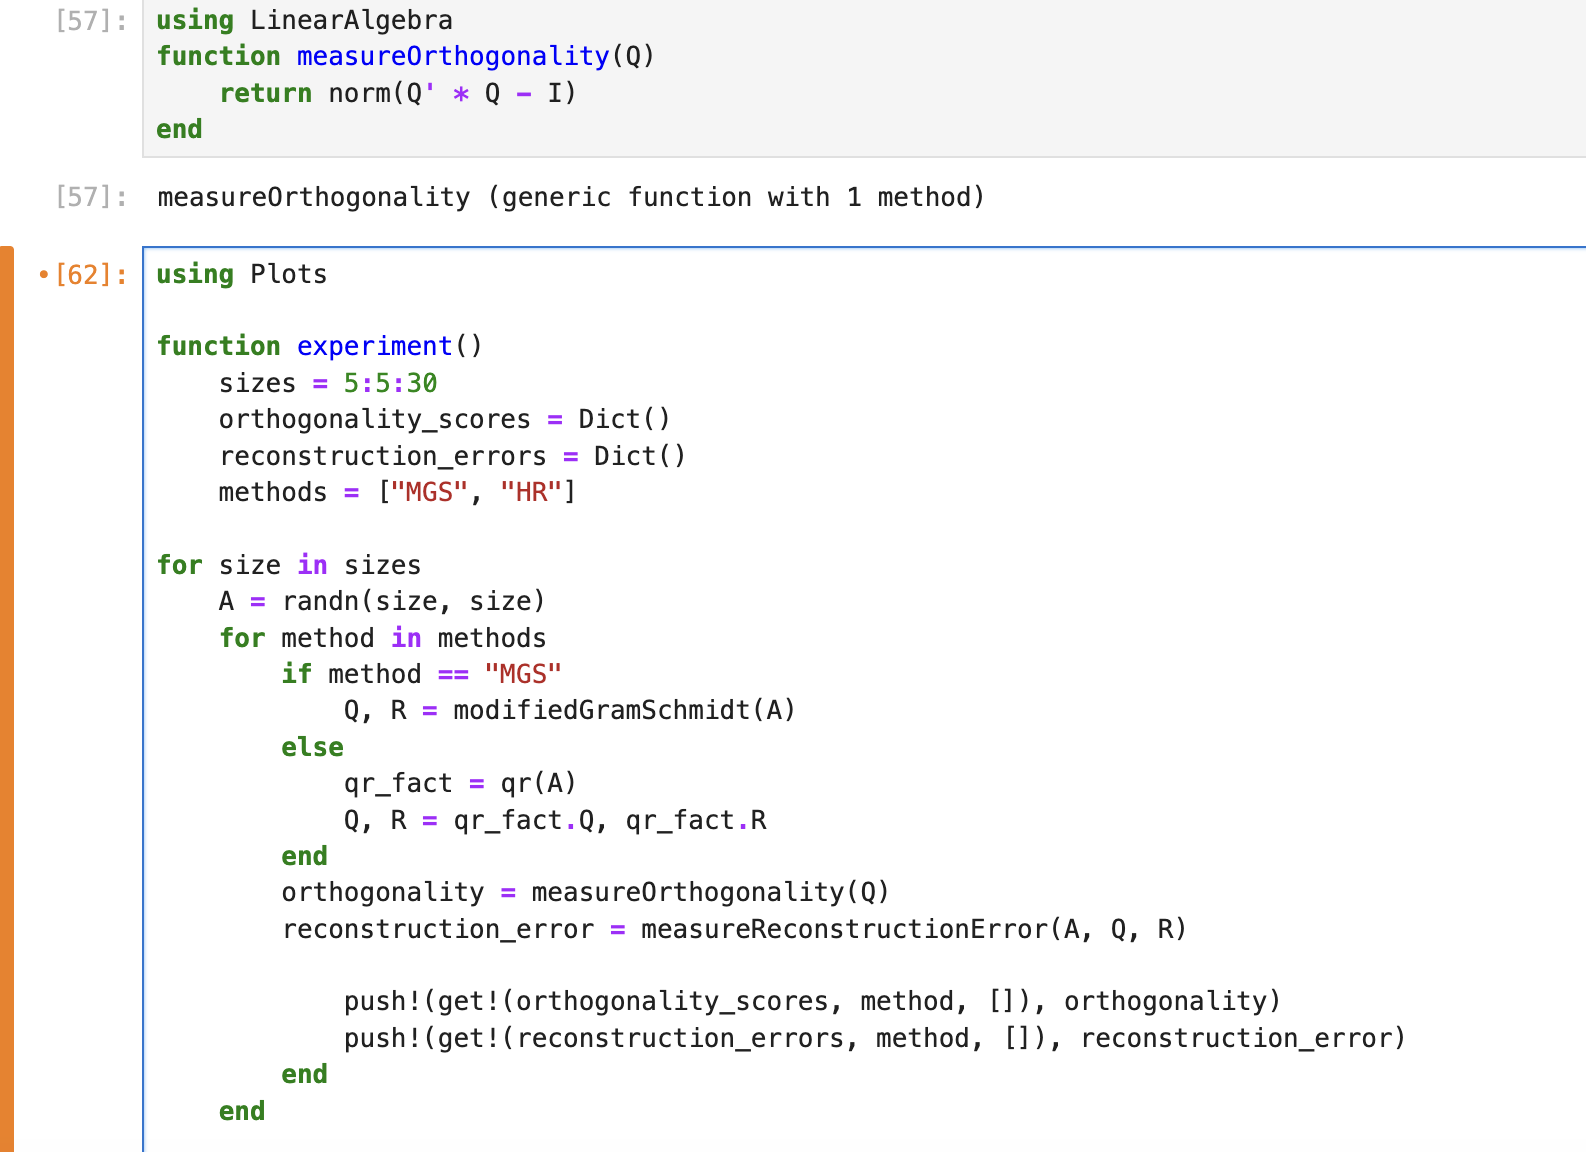 [57]: using LinearAlgebra
function measureOrthogonality(Q)
    return norm(Q' * Q - I)
end
[57]: measureOrthogonality (generic function with 1 method)
•[62]: using Plots

function experiment()
    sizes = 5:5:30
    orthogonality_scores = Dict()
    reconstruction_errors = Dict()
    methods = ["MGS", "HR"]

for size in sizes
    A = randn(size, size)
    for method in methods
        if method == "MGS"
            Q, R = modifiedGramSchmidt(A)
        else
            qr_fact = qr(A)
            Q, R = qr_fact.Q, qr_fact.R
        end
        orthogonality = measureOrthogonality(Q)
        reconstruction_error = measureReconstructionError(A, Q, R)

            push!(get!(orthogonality_scores, method, []), orthogonality)
            push!(get!(reconstruction_errors, method, []), reconstruction_error)
        end
    end